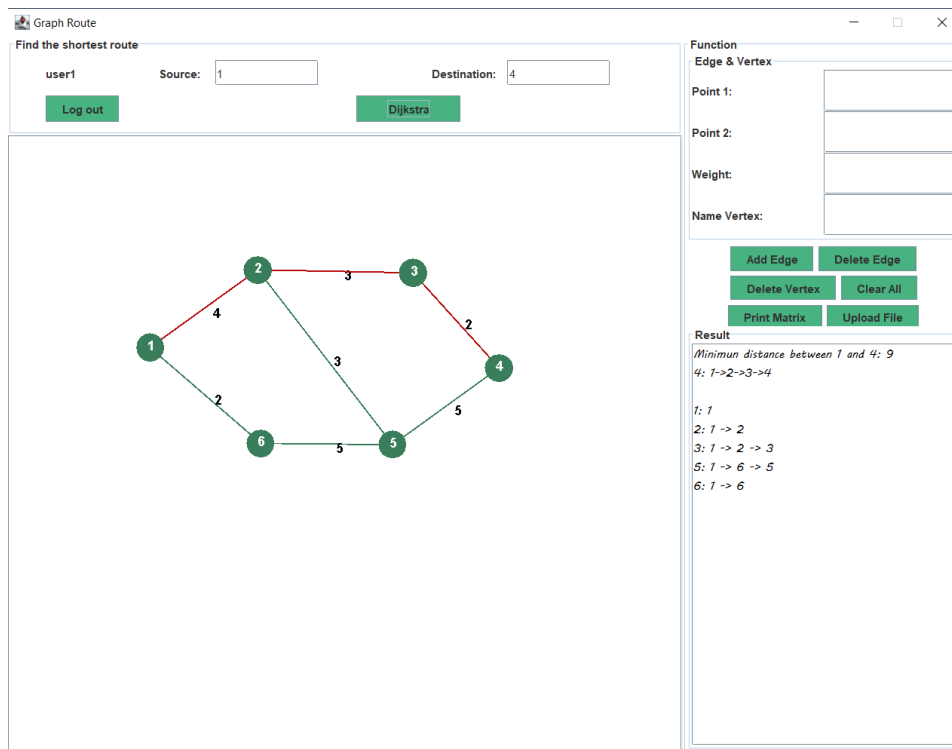 Graph Route
Find the shortest route
user1 Source: 1 Destination: 4
Log out Dijkstra
2
3
3
4
1
3
2
4
2
5
6
5
5
Function
Edge & Vertex
Point 1:
Point 2:
Weight:
Name Vertex:
Add Edge Delete Edge
Delete Vertex Clear All
Print Matrix Upload File
Result
Minimun distance between 1 and 4: 9
4: 1->2->3->4
1: 1
2: 1 -> 2
3: 1 -> 2 -> 3
5: 1 -> 6 -> 5
6: 1 -> 6